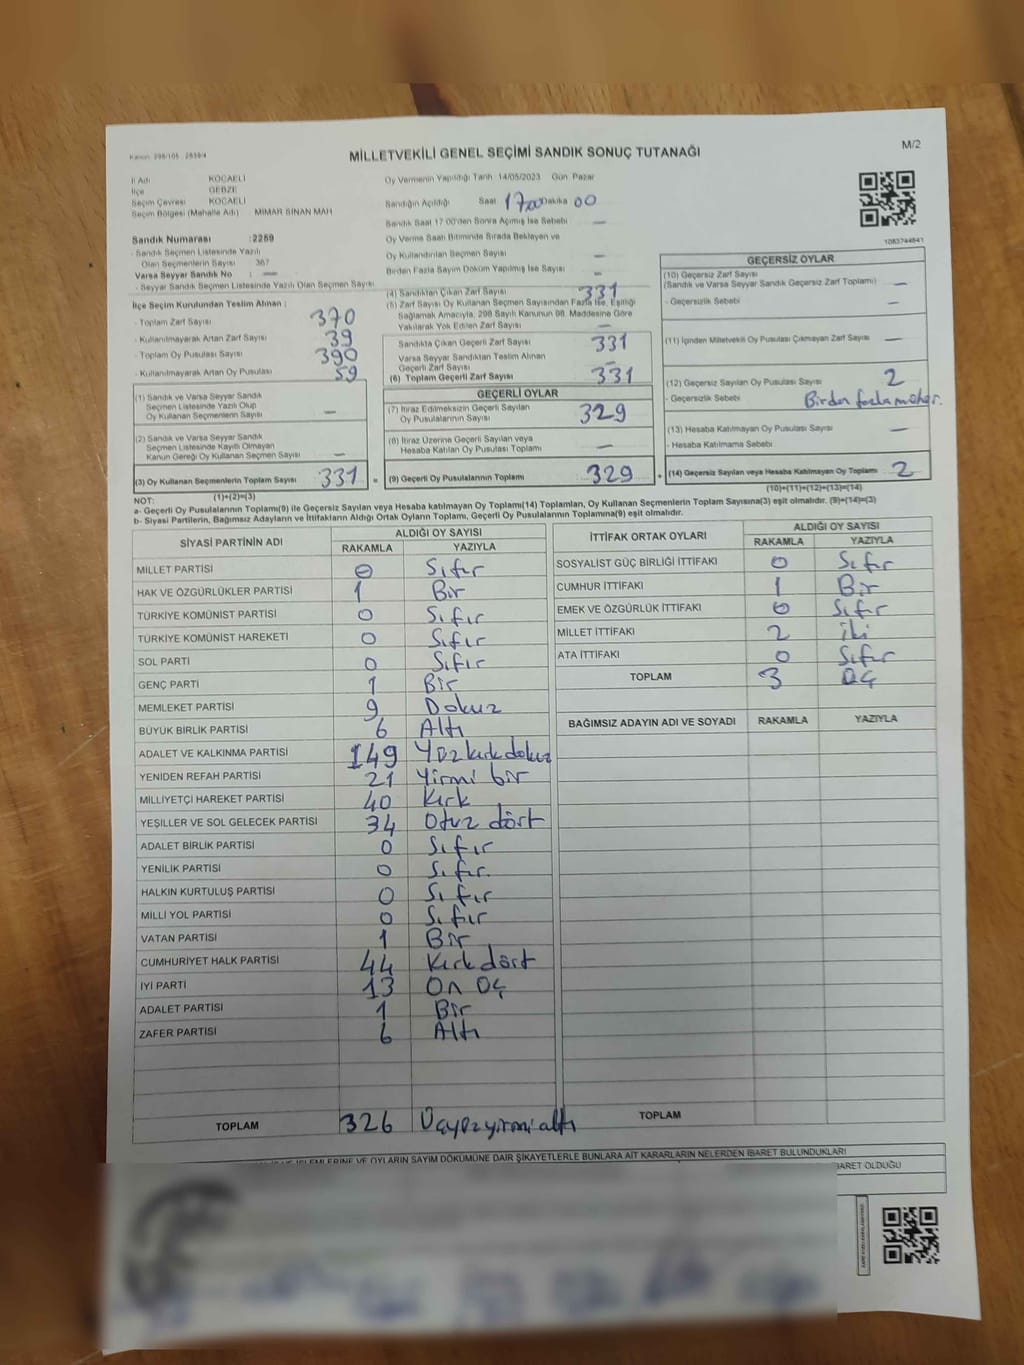 Kanun: 298/105 - 2839/4
MİLLETVEKİLİ GENEL SEÇİMİ SANDIK SONUÇ TUTANAĞI
M/2
İl Adı KOCAELİ
İlçe GEBZE
Seçim Çevresi KOCAELİ
Seçim Bölgesi (Mahalle Adı) MİMAR SİNAN MAH
Sandık Numarası :2259
- Sandık Seçmen Listesinde Yazılı
Olan Seçmenlerin Sayısı 367
Varsa Seyyar Sandık No : —
- Seyyar Sandık Seçmen Listesinde Yazılı Olan Seçmen Sayısı
Oy Vermenin Yapıldığı Tarih 14/05/2023 Gün Pazar
Sandığın Açıldığı Saat 17:00 Dakika 00
Sandık Saat 17:00'den Sonra Açılmış İse Sebebi —
Oy Verme Saati Bitiminde Sırada Bekleyen ve
Oy Kullandırılan Seçmen Sayısı —
Birden Fazla Sayım Döküm Yapılmış İse Sayısı —
1083744841
İlçe Seçim Kurulundan Teslim Alınan :
- Toplam Zarf Sayısı 370
- Kullanılmayarak Artan Zarf Sayısı 39
- Toplam Oy Pusulası Sayısı 390
- Kullanılmayarak Artan Oy Pusulası 59
(1) Sandık ve Varsa Seyyar Sandık
Seçmen Listesinde Yazılı Olup
Oy Kullanan Seçmenlerin Sayısı —
(2) Sandık ve Varsa Seyyar Sandık
Seçmen Listesinde Kayıtlı Olmayan
Kanun Gereği Oy Kullanan Seçmen Sayısı —
(3) Oy Kullanan Seçmenlerin Toplam Sayısı 331
(1)+(2)=(3)
(4) Sandıktan Çıkan Zarf Sayısı 331
(5) Zarf Sayısı Oy Kullanan Seçmen Sayısından Fazla İse, Eşitliği
Sağlamak Amacıyla, 298 Sayılı Kanunun 98. Maddesine Göre
Yakılarak Yok Edilen Zarf Sayısı —
Sandıkta Çıkan Geçerli Zarf Sayısı 331
Varsa Seyyar Sandıktan Teslim Alınan
Geçerli Zarf Sayısı —
(6) Toplam Geçerli Zarf Sayısı 331
GEÇERLİ OYLAR
(7) İtiraz Edilmeksizin Geçerli Sayılan
Oy Pusulalarının Toplamı 329
(8) İtiraz Üzerine Geçerli Sayılan veya
Hesaba Katılan Oy Pusulası Toplamı —
= (9) Geçerli Oy Pusulalarının Toplamı 329 +
GEÇERSİZ OYLAR
(10) Geçersiz Zarf Sayısı
(Sandık ve Varsa Seyyar Sandık Geçersiz Zarf Toplamı) —
- Geçersizlik Sebebi —
(11) İçinden Milletvekili Oy Pusulası Çıkmayan Zarf Sayısı —
(12) Geçersiz Sayılan Oy Pusulası Sayısı 2
- Geçersizlik Sebebi Birden fazla mühür.
(13) Hesaba Katılmayan Oy Pusulası Sayısı —
- Hesaba Katılmama Sebebi
(14) Geçersiz Sayılan veya Hesaba Katılmayan Oy Toplamı 2
(10)+(11)+(12)+(13)=(14)
NOT:
a- Geçerli Oy Pusulalarının Toplamı(9) ile Geçersiz Sayılan veya Hesaba katılmayan Oy Toplamı(14) Toplamları, Oy Kullanan Seçmenlerin Toplam Sayısına(3) eşit olmalıdır. (9)+(14)=(3)
b- Siyasi Partilerin, Bağımsız Adayların ve İttifakların Aldığı Ortak Oyların Toplamı, Geçerli Oy Pusulalarının Toplamına(9) eşit olmalıdır.
SİYASİ PARTİNİN ADI ALDIĞI OY SAYISI
RAKAMLA YAZIYLA
MİLLET PARTİSİ 0 Sıfır
HAK VE ÖZGÜRLÜKLER PARTİSİ 1 Bir
TÜRKİYE KOMÜNİST PARTİSİ 0 Sıfır
TÜRKİYE KOMÜNİST HAREKETİ 0 Sıfır
SOL PARTİ 0 Sıfır
GENÇ PARTİ 1 Bir
MEMLEKET PARTİSİ 9 Dokuz
BÜYÜK BİRLİK PARTİSİ 6 Altı
ADALET VE KALKINMA PARTİSİ 149 Yüzkırkdokuz
YENİDEN REFAH PARTİSİ 21 Yirmi bir
MİLLİYETÇİ HAREKET PARTİSİ 40 Kırk
YEŞİLLER VE SOL GELECEK PARTİSİ 34 Otuz dört
ADALET BİRLİK PARTİSİ 0 Sıfır
YENİLİK PARTİSİ 0 Sıfır.
HALKIN KURTULUŞ PARTİSİ 0 Sıfır
MİLLİ YOL PARTİSİ 0 Sıfır
VATAN PARTİSİ 1 Bir
CUMHURİYET HALK PARTİSİ 44 Kırkdört
İYİ PARTİ 13 On üç
ADALET PARTİSİ 1 Bir
ZAFER PARTİSİ 6 Altı
TOPLAM 326 Üçyüzyirmialtı
İTTİFAK ORTAK OYLARI ALDIĞI OY SAYISI
RAKAMLA YAZIYLA
SOSYALİST GÜÇ BİRLİĞİ İTTİFAKI 0 Sıfır
CUMHUR İTTİFAKI 1 Bir
EMEK VE ÖZGÜRLÜK İTTİFAKI 0 Sıfır
MİLLET İTTİFAKI 2 İki
ATA İTTİFAKI 0 Sıfır
TOPLAM 3 Üç
BAĞIMSIZ ADAYIN ADI VE SOYADI RAKAMLA YAZIYLA
TOPLAM
İŞLEMLERİNE VE OYLARIN SAYIM DÖKÜMÜNE DAİR ŞİKAYETLERLE BUNLARA AİT KARARLARIN NELERDEN İBARET BULUNDUKLARI
İBARET OLDUĞU